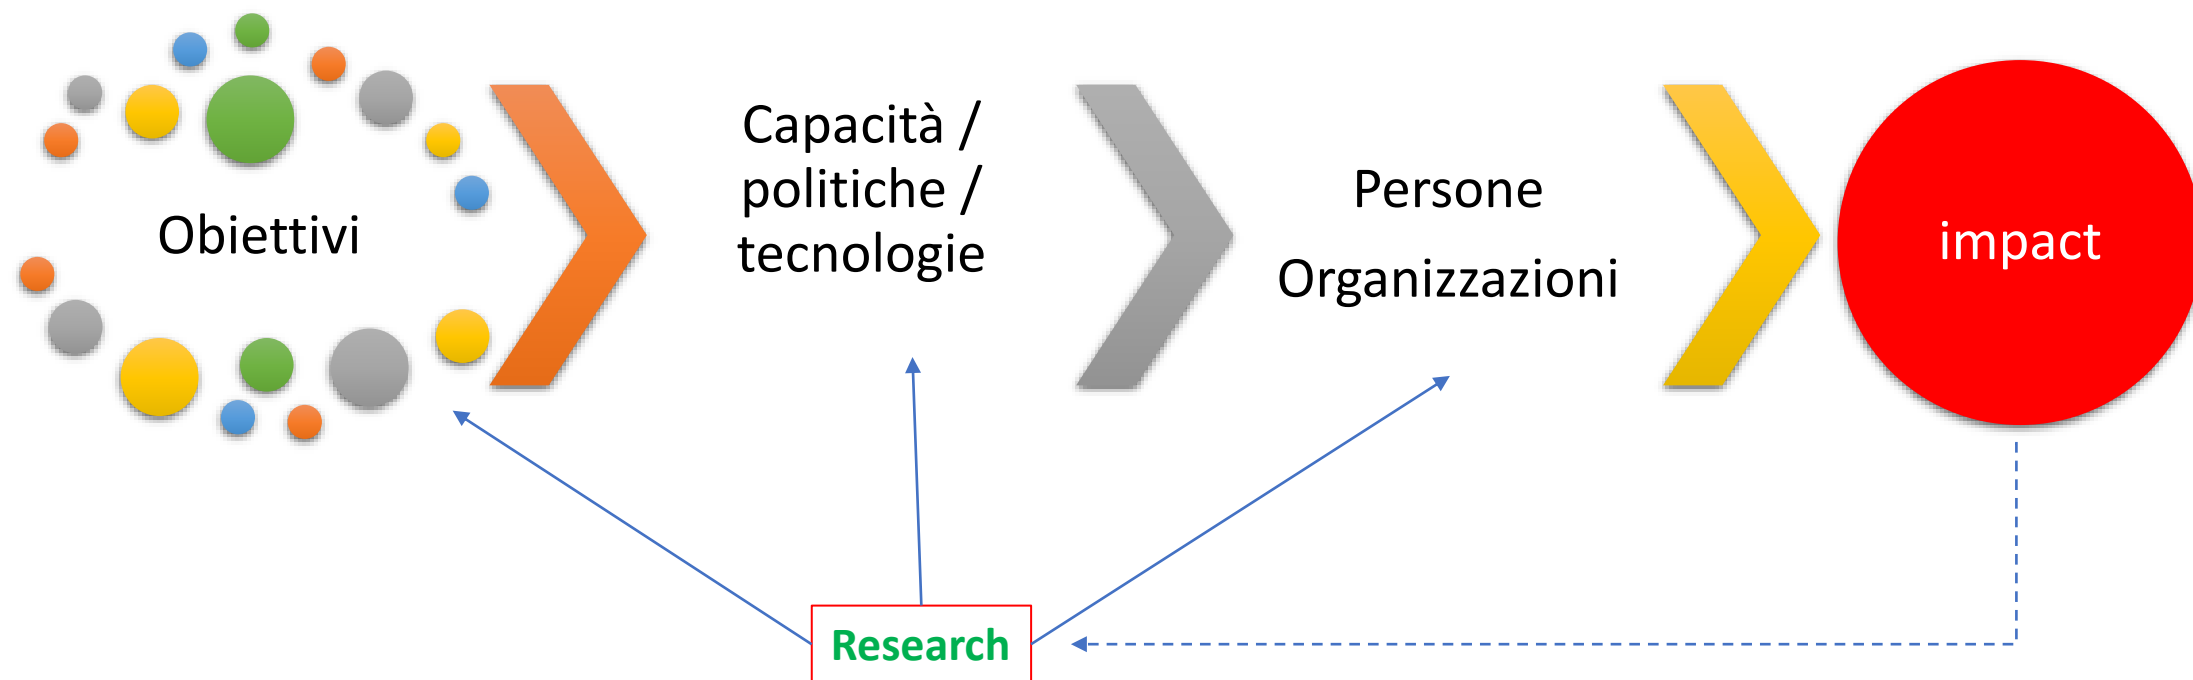 Obiettivi
Capacità /
politiche /
tecnologie
Persone
Organizzazioni
impact
Research